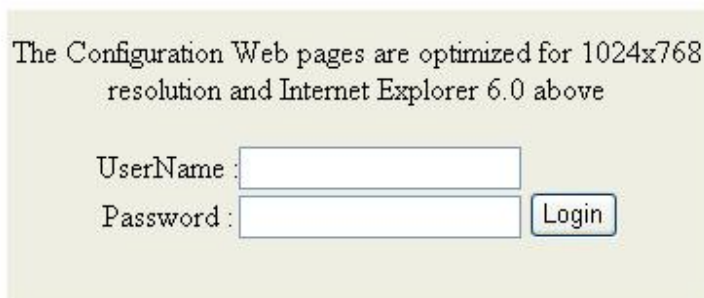 The Configuration Web pages are optimized for 1024x768
resolution and Internet Explorer 6.0 above
UserName :
Password :
Login